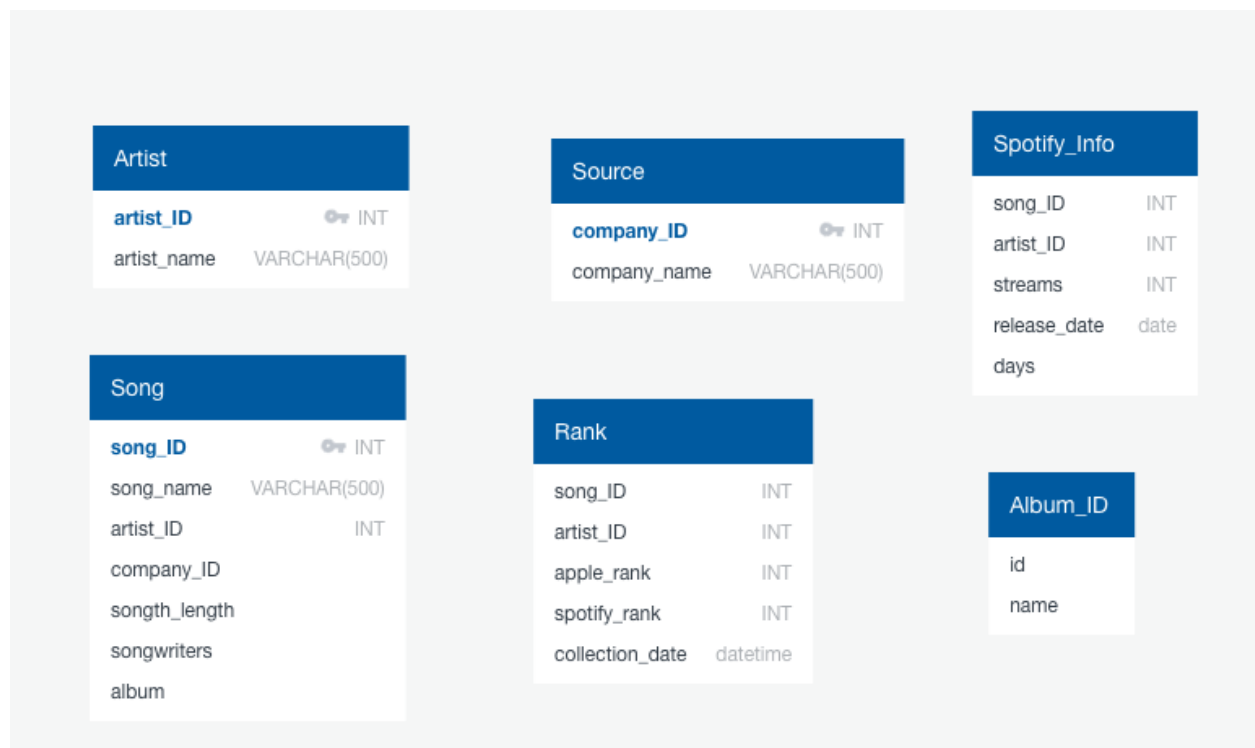 Artist
artist_ID INT
artist_name VARCHAR(500)
Source
company_ID INT
company_name VARCHAR(500)
Spotify_Info
song_ID INT
artist_ID INT
streams INT
release_date date
days
Song
song_ID INT
song_name VARCHAR(500)
artist_ID INT
company_ID
songth_length
songwriters
album
Rank
song_ID INT
artist_ID INT
apple_rank INT
spotify_rank INT
collection_date datetime
Album_ID
id
name